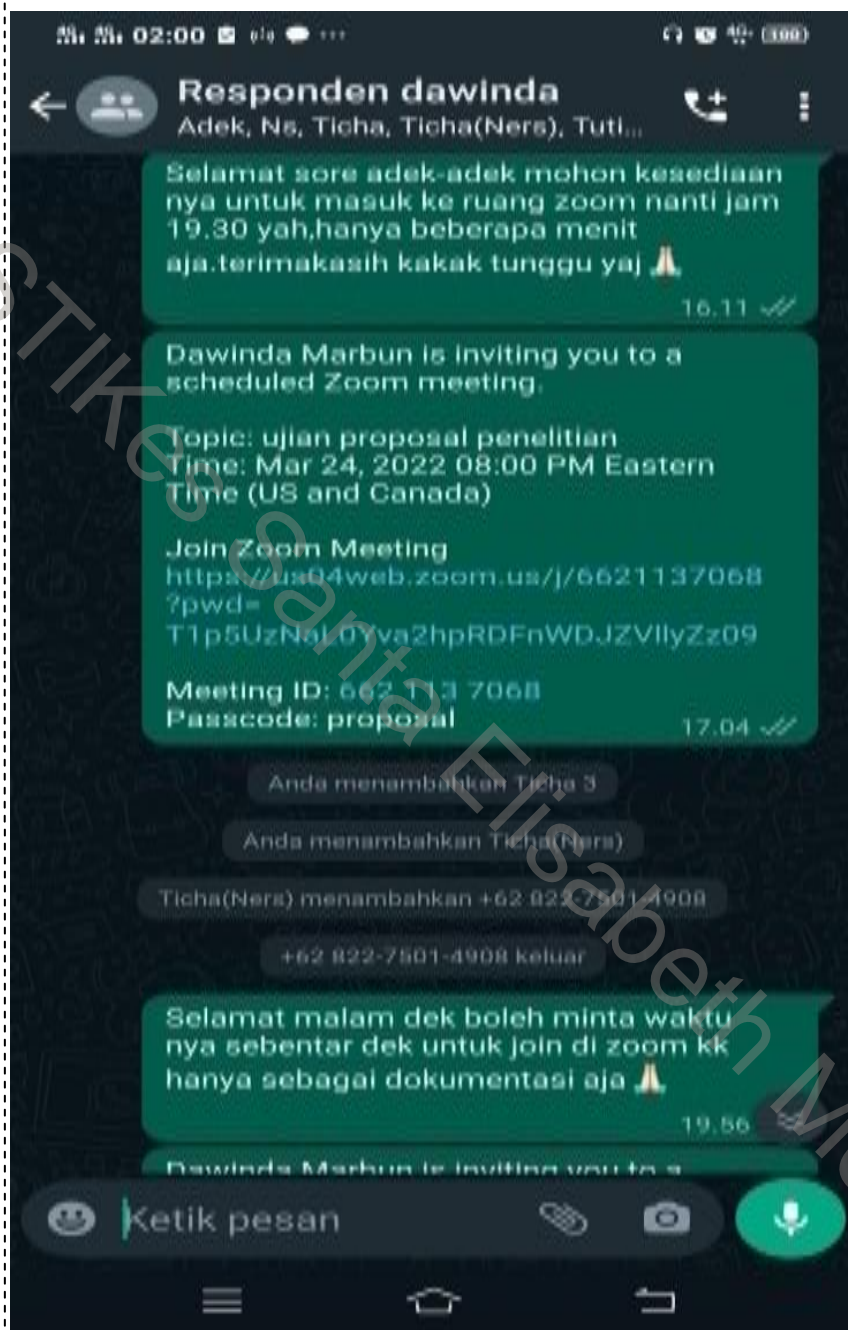 02:00
Responden dawinda
Adek, Ns, Ticha, Ticha(Ners), Tuti...
Selamat sore adek-adek mohon kesediaan
nya untuk masuk ke ruang zoom nanti jam
19.30 yah,hanya beberapa menit
aja.terimakasih kakak tunggu yaj 🙏🏻
16.11
Dawinda Marbun is inviting you to a
scheduled Zoom meeting.
Topic: ujian proposal penelitian
Time: Mar 24, 2022 08:00 PM Eastern
Time (US and Canada)
Join Zoom Meeting
https://us04web.zoom.us/j/6621137068
?pwd=
Meeting ID: 662 113 7068
Passcode: proposal
17.04
Anda menambahkan Ticha 3
Anda menambahkan Ticha(Ners)
Ticha(Ners) menambahkan +62 822-7501-4908
+62 822-7501-4908 keluar
Selamat malam dek boleh minta waktu
nya sebentar dek untuk join di zoom kk
hanya sebagai dokumentasi aja 🙏🏻
19.56
Dawinda Marbun is inviting you to a
Ketik pesan
STIKes Santa Elisabeth